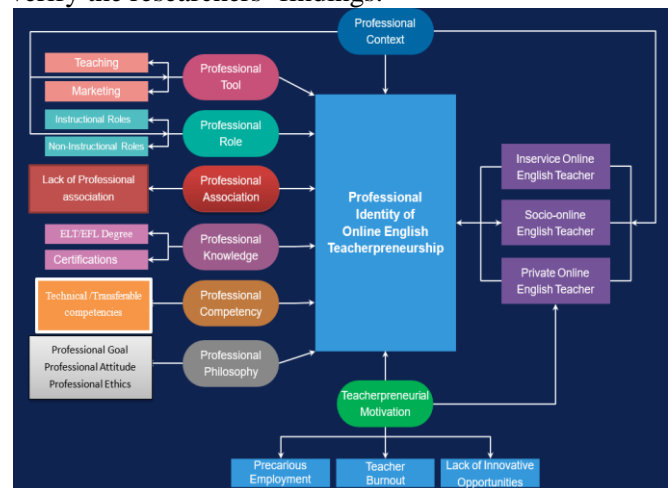 verify the researchers' findings.
Professional
Context
Teaching
Marketing
Professional
Tool
Instructional Roles
Non-Instructional Roles
Professional
Role
Lack of Professional
association
Professional
Association
ELT/EFL Degree
Certifications
Professional
Knowledge
Technical /Transferable
competencies
Professional
Competency
Professional Goal
Professional Attitude
Professional Ethics
Professional
Philosophy
Professional
Identity of
Online English
Teacherpreneurship
Inservice Online
English Teacher
Socio-online
English Teacher
Private Online
English Teacher
Teacherpreneurial
Motivation
Precarious
Employment
Teacher
Burnout
Lack of Innovative
Opportunities